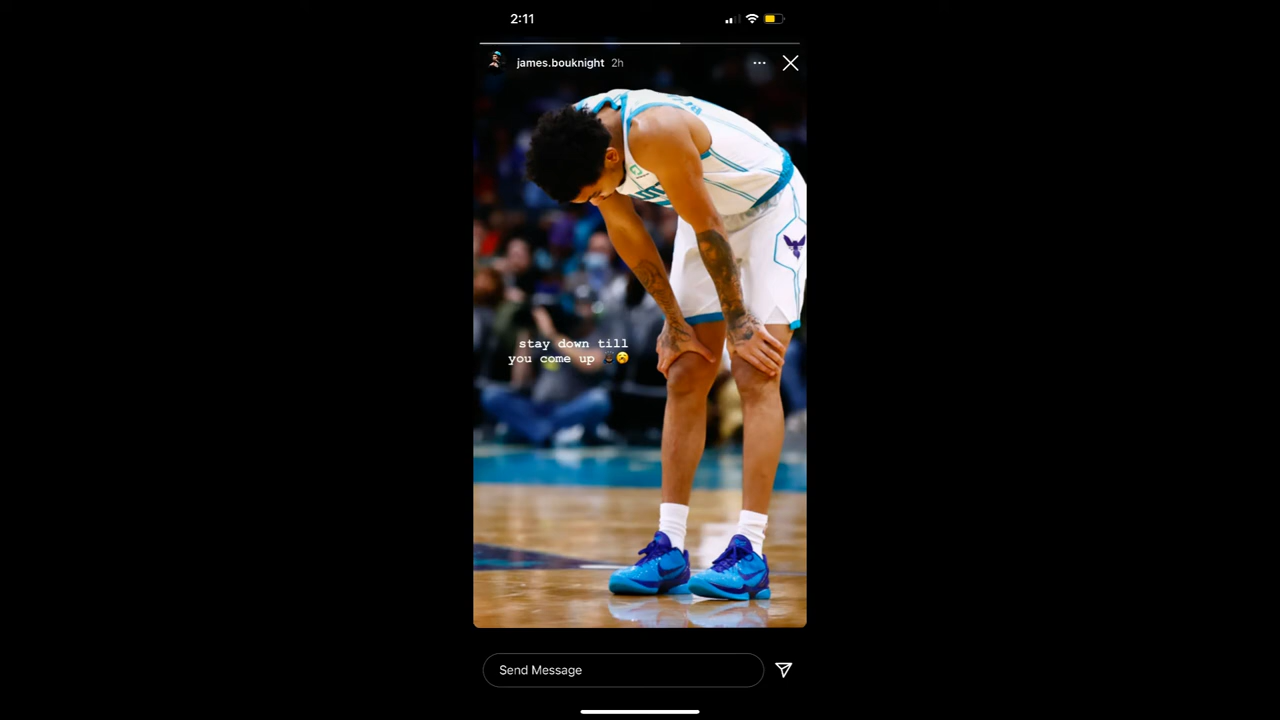 2:11
james.bouknight 2h
stay down till
you come up
Send Message